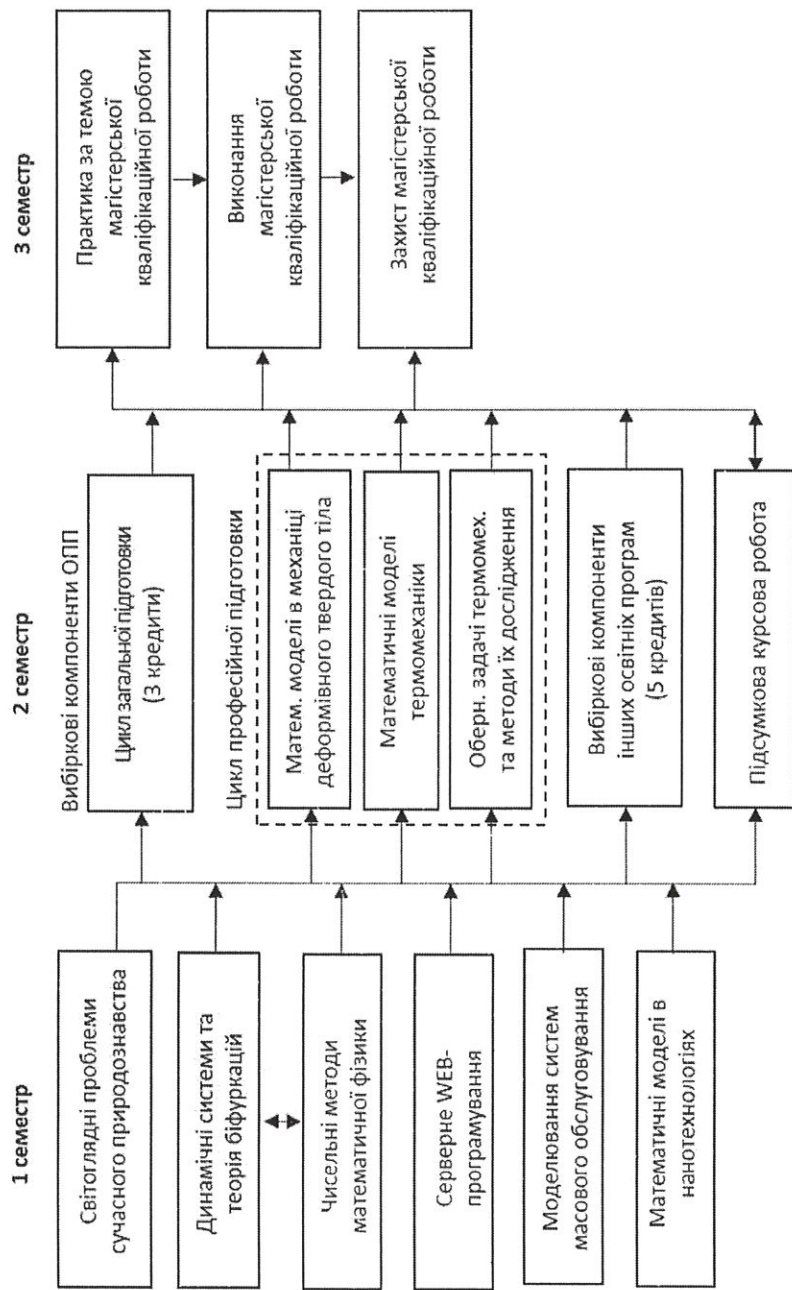 1 семестр
Світоглядні проблеми
сучасного природознавства
Динамічні системи та
теорія біфуркацій
Чисельні методи
математичної фізики
Серверне WEB-
програмування
Моделювання систем
масового обслуговування
Математичні моделі в
нанотехнологіях
2 семестр
Вибіркові компоненти ОПП
Цикл загальної підготовки
(3 кредити)
Цикл професійної підготовки
Матем. моделі в механіці
деформівного твердого тіла
Математичні моделі
термомеханіки
Оберн. задачі термомех.
та методи їх дослідження
Вибіркові компоненти
інших освітніх програм
(5 кредитів)
Підсумкова курсова робота
3 семестр
Практика за темою
магістерської
кваліфікаційної роботи
Виконання
магістерської
кваліфікаційної роботи
Захист магістерської
кваліфікаційної роботи